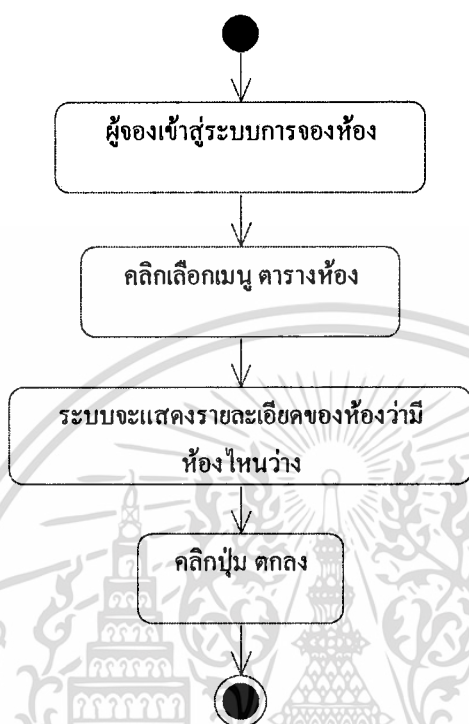 ผู้จองเข้าสู่ระบบการจองห้อง
คลิกเลือกเมนู ตารางห้อง
ระบบจะแสดงรายละเอียดของห้องว่ามี
ห้องไหนว่าง
คลิกปุ่ม ตกลง